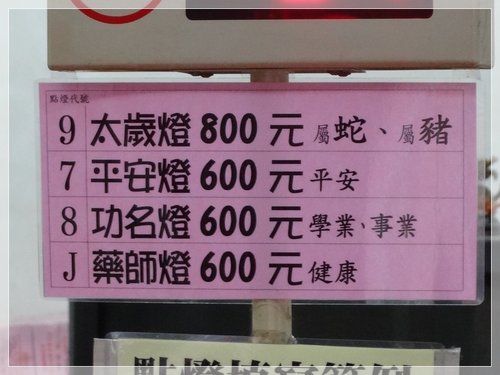 點燈代號
9 太歲燈 800 元 屬蛇、屬豬
7 平安燈 600 元 平安
8 功名燈 600 元 學業、事業
J 藥師燈 600 元 健康